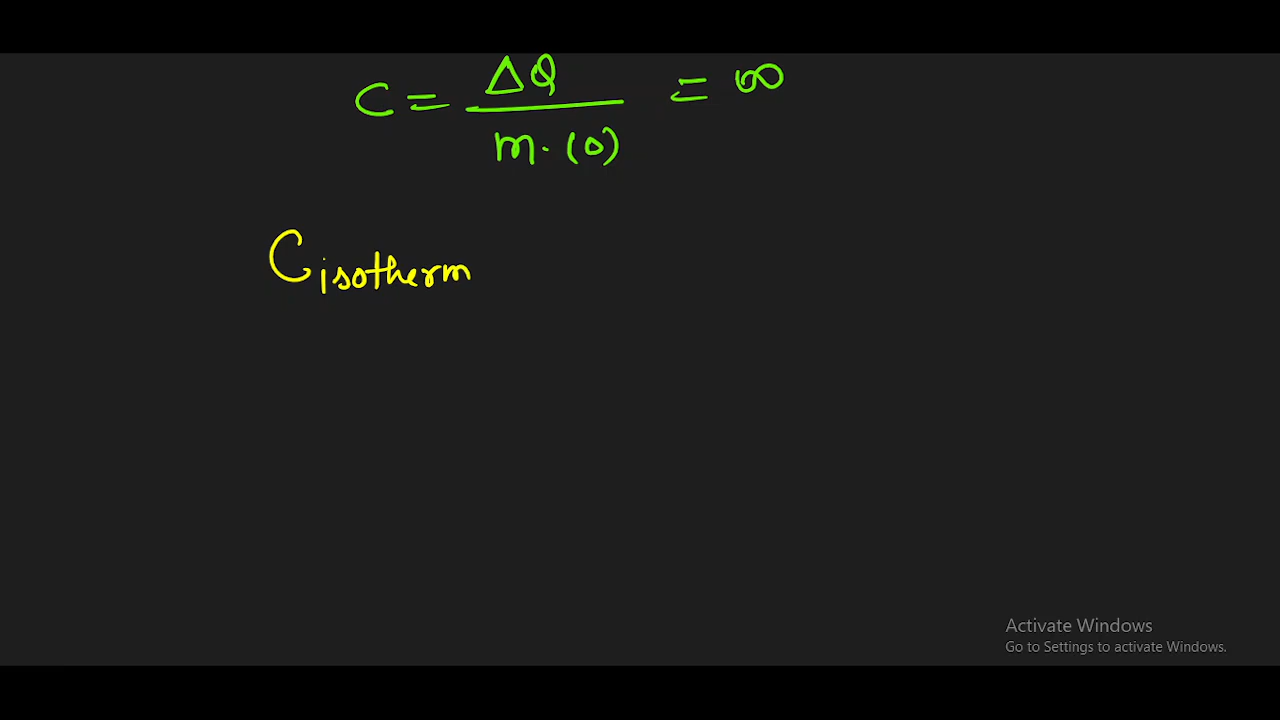 C = ΔQ / m·(0) = ∞
C isotherm
Activate Windows
Go to Settings to activate Windows.